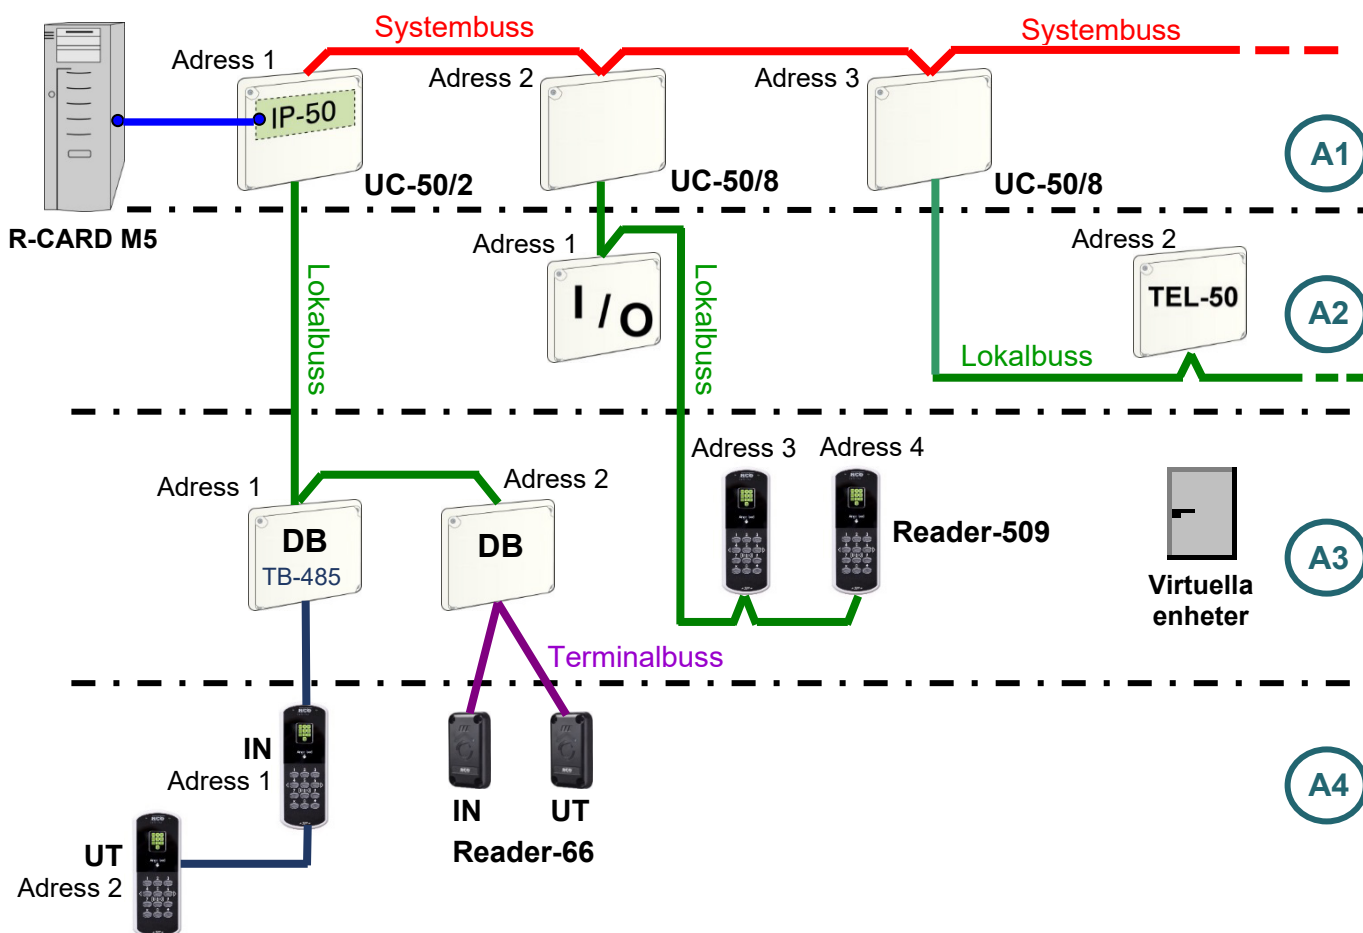 Systembuss
Systembuss
Adress 1
Adress 2
Adress 3
IP-50
A1
UC-50/2
UC-50/8
UC-50/8
R-CARD M5
Adress 1
Adress 2
I/O
TEL-50
A2
Lokalbuss
Lokalbuss
Lokalbuss
Adress 3
Adress 4
Adress 1
Adress 2
DB
TB-485
DB
Reader-509
A3
Virtuella
enheter
Terminalbuss
IN
Adress 1
A4
IN
UT
Reader-66
UT
Adress 2